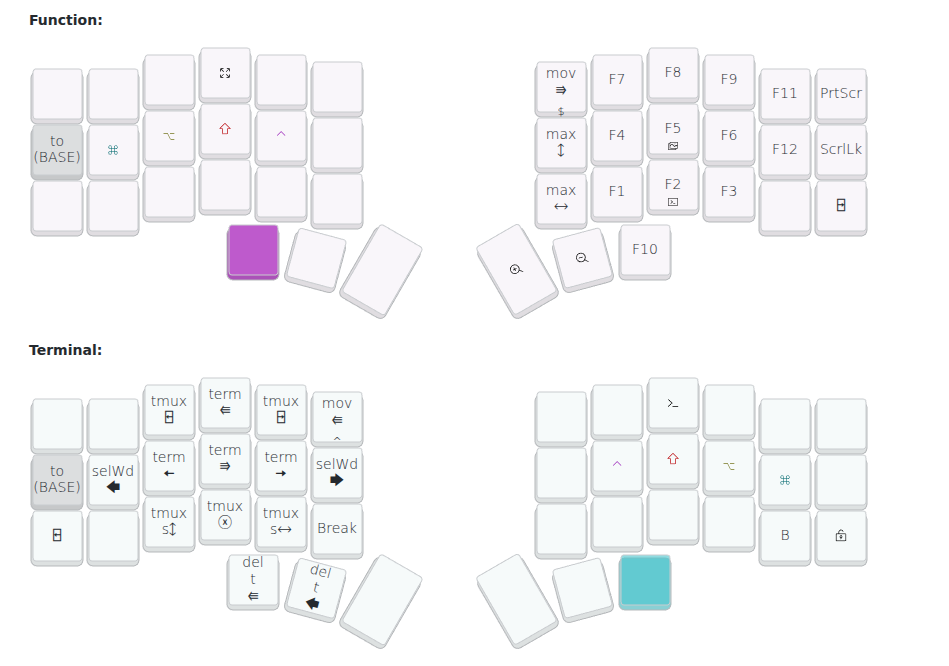 Function:
mov
⇛
$
F7
F8
F9
F11
PrtScr
to
(BASE)
⌘
⌥
⇧
^
max
↕
F4
F5
F6
F12
ScrlLk
max
↔
F1
F2
F3
F10
Terminal:
tmux
term
⇚
tmux
mov
⇚
^
>_
to
(BASE)
selWd
🡄
term
←
term
⇛
term
→
selWd
🡆
^
⇧
⌥
⌘
tmux
s↕
tmux
ⓧ
tmux
s↔
Break
B
del
t
⇚
del
t
🡄